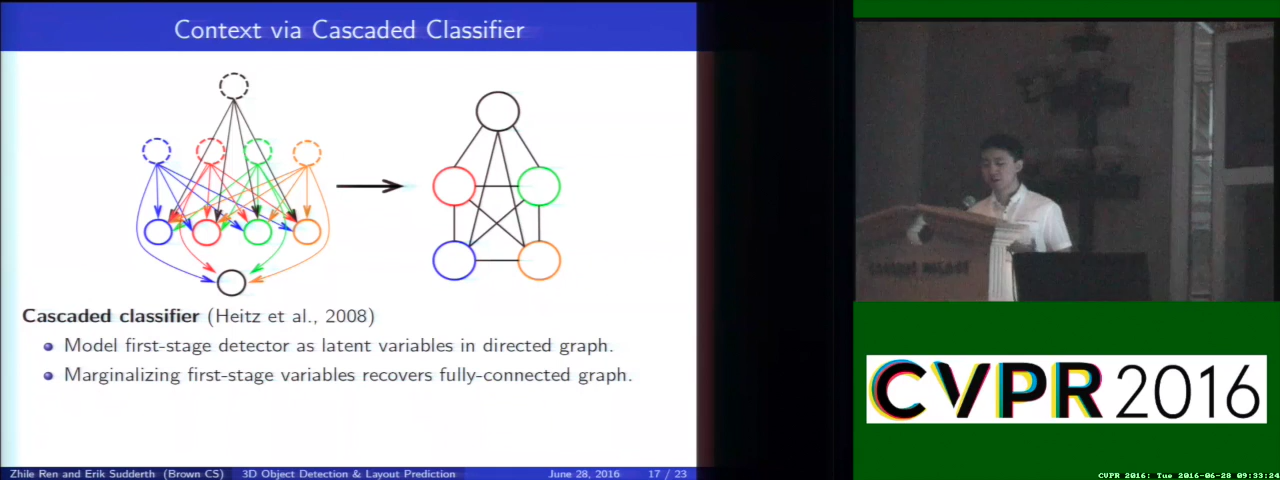 Context via Cascaded Classifier
Cascaded classifier (Heitz et al., 2008)
Model first-stage detector as latent variables in directed graph.
Marginalizing first-stage variables recovers fully-connected graph.
Zhile Ren and Erik Sudderth (Brown CS) 3D Object Detection & Layout Prediction June 28, 2016 17 / 23
CVPR 2016
CVPR 2016: Tue 2016-06-28 09:33:24